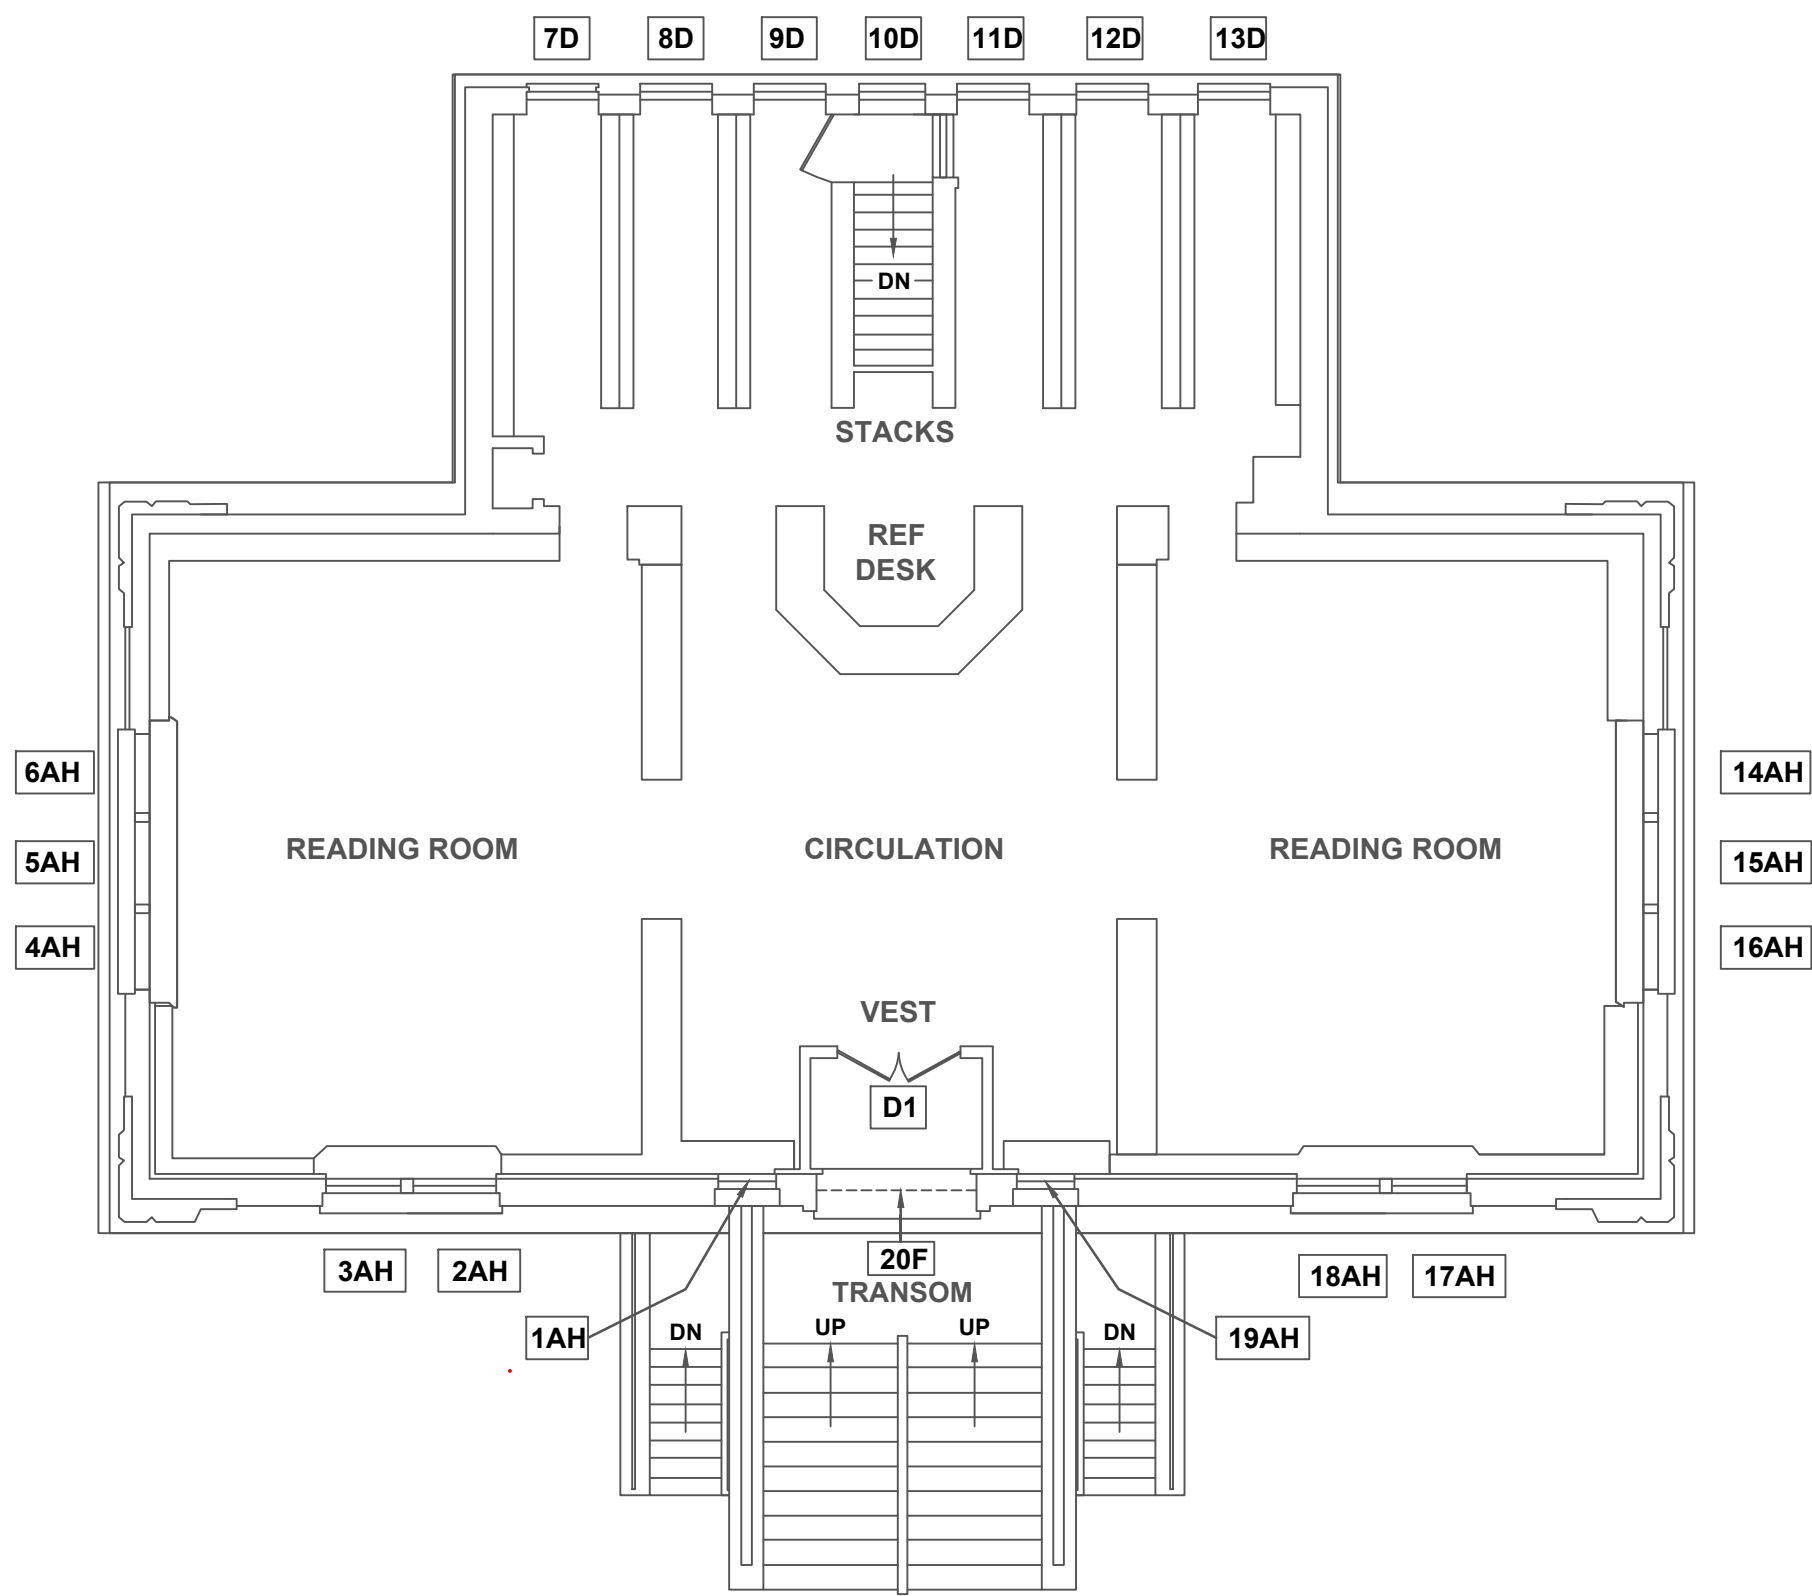 7D 8D 9D 10D 11D 12D 13D
DN
STACKS
REF
DESK
6AH
14AH
READING ROOM
CIRCULATION
READING ROOM
5AH
15AH
4AH
16AH
VEST
D1
3AH
2AH
20F
TRANSOM
18AH
17AH
1AH
DN
UP
UP
DN
19AH